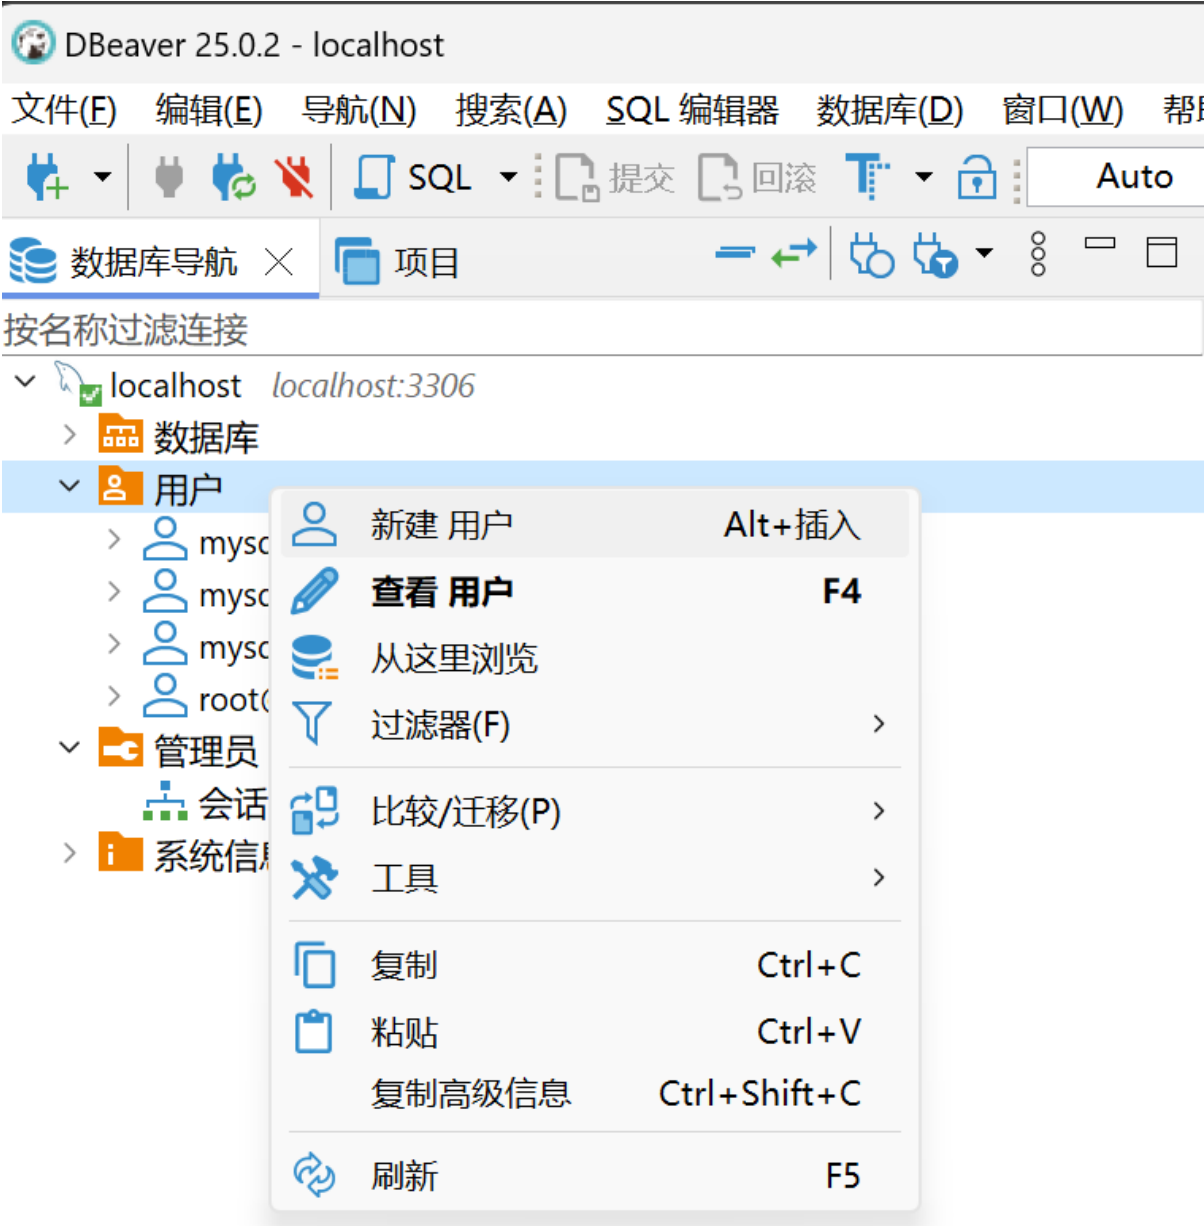 DBeaver 25.0.2 - localhost
文件(F) 编辑(E) 导航(N) 搜索(A) SQL 编辑器 数据库(D) 窗口(W)
SQL 提交 回滚 Auto
数据库导航 项目
按名称过滤连接
localhost localhost:3306
数据库
用户
新建 用户 Alt+插入
查看 用户 F4
从这里浏览
root
过滤器(F)
管理员
会话
比较/迁移(P)
系统信
工具
复制 Ctrl+C
粘贴 Ctrl+V
复制高级信息 Ctrl+Shift+C
刷新 F5